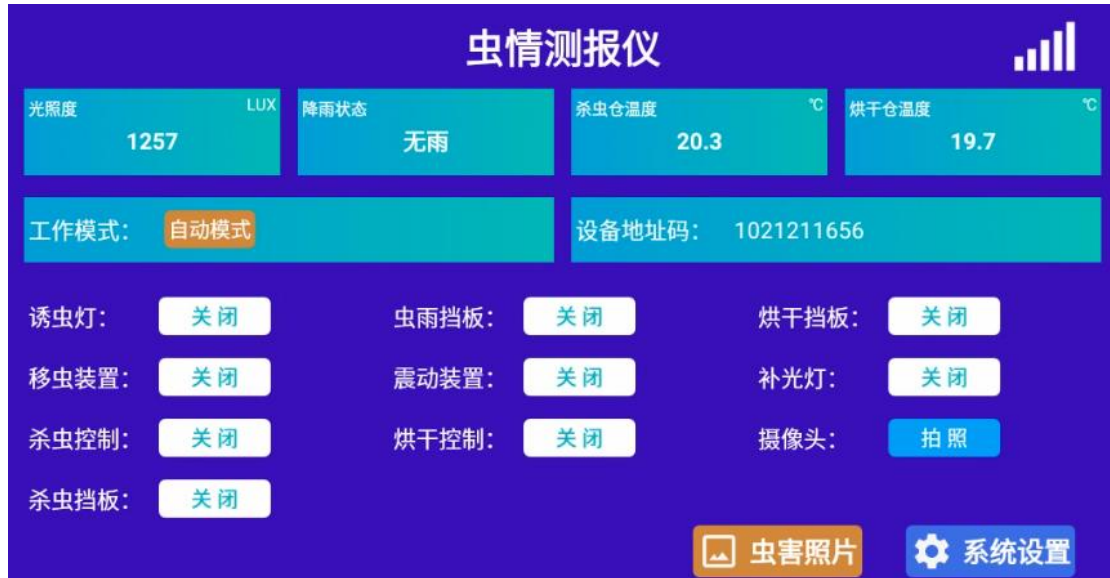 虫情测报仪
光照度 LUX 降雨状态 杀虫仓温度 ℃ 烘干仓温度 ℃
1257 无雨 20.3 19.7
工作模式: 自动模式 设备地址码: 1021211656
诱虫灯: 关闭 虫雨挡板: 关闭 烘干挡板: 关闭
移虫装置: 关闭 震动装置: 关闭 补光灯: 关闭
杀虫控制: 关闭 烘干控制: 关闭 摄像头: 拍照
杀虫挡板: 关闭
虫害照片 系统设置